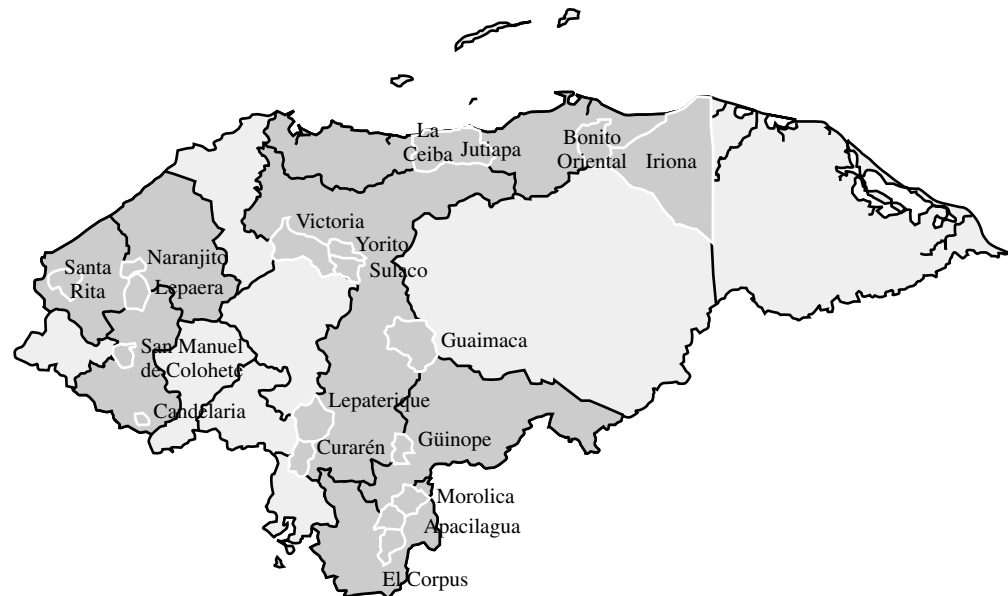 La
Ceiba
Jutiapa
Bonito
Oriental
Iriona
Victoria
Yorito
Sulaco
Santa
Rita
Naranjito
Lepaera
Guaimaca
San Manuel
de Colohete
Candelaria
Lepaterique
Curarén
Güinope
Morolica
Apacilagua
El Corpus